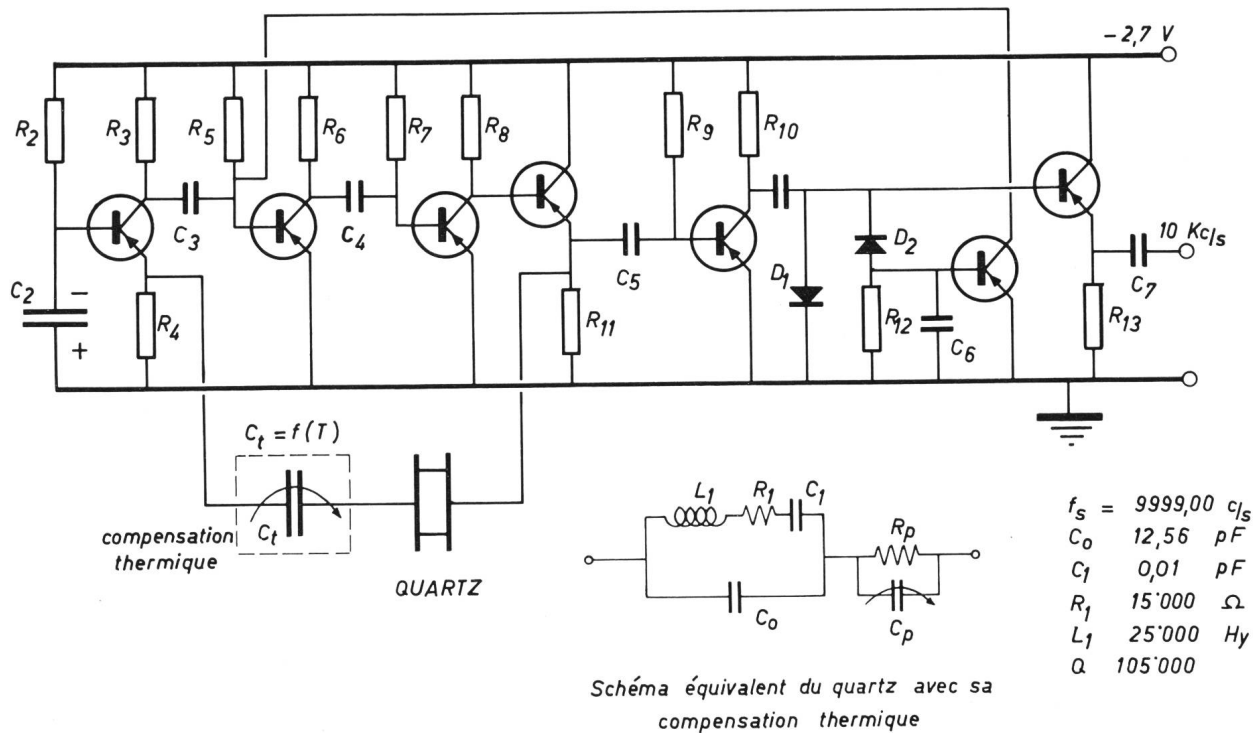 − 2,7 V
R2
R3
R5
R6
R7
R8
R9
R10
C3
C4
C5
D1
D2
R12
C6
10 Kc/s
C7
R13
C2
−
+
R4
R11
Ct = f(T)
Ct
compensation
thermique
QUARTZ
L1
R1
C1
Rp
Co
Cp
Schéma équivalent du quartz avec sa
compensation thermique
fs = 9999,00 c/s
Co 12,56 pF
C1 0,01 pF
R1 15'000 Ω
L1 25'000 Hy
Q 105'000